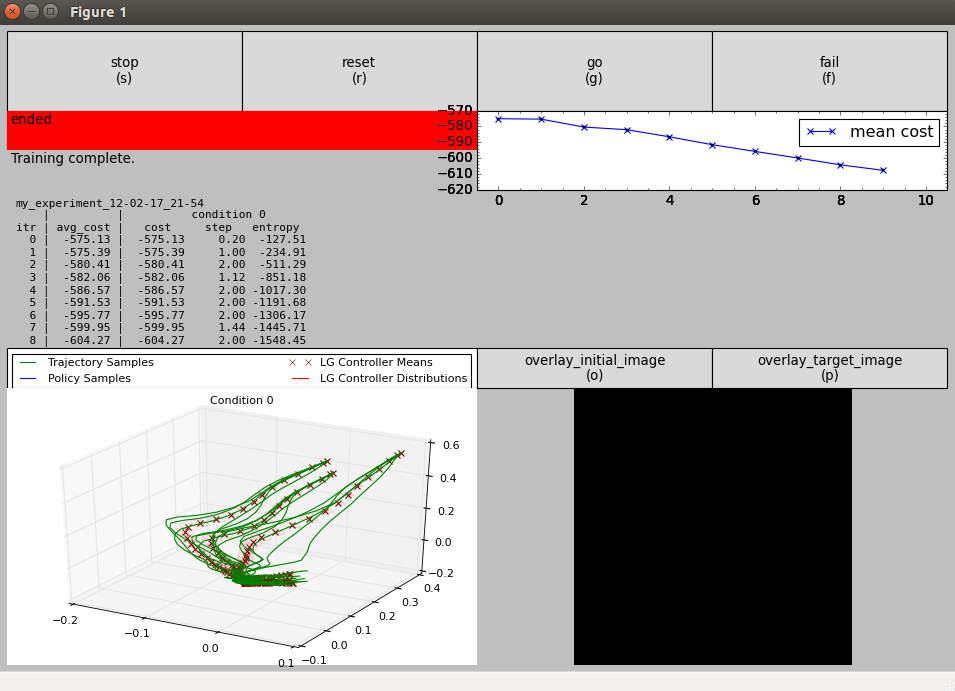 Figure 1
stop
(s)
reset
(r)
go
(g)
fail
(f)
ended
Training complete.
−570
−580
−590
−600
−610
−620
mean cost
0 2 4 6 8 10
my_experiment_12-02-17_21-54
| | condition 0
itr | avg_cost | cost step entropy
0 | -575.13 | -575.13 0.20 -127.51
1 | -575.39 | -575.39 1.00 -234.91
2 | -580.41 | -580.41 2.00 -511.29
3 | -582.06 | -582.06 1.12 -851.18
4 | -586.57 | -586.57 2.00 -1017.30
5 | -591.53 | -591.53 2.00 -1191.68
6 | -595.77 | -595.77 2.00 -1306.17
7 | -599.95 | -599.95 1.44 -1445.71
8 | -604.27 | -604.27 2.00 -1548.45
Trajectory Samples
Policy Samples
LG Controller Means
LG Controller Distributions
overlay_initial_image
(o)
overlay_target_image
(p)
Condition 0
0.6
0.4
0.2
0.0
−0.2
0.4
0.3
0.2
0.1
0.0
−0.1
−0.2
−0.1
0.0
0.1